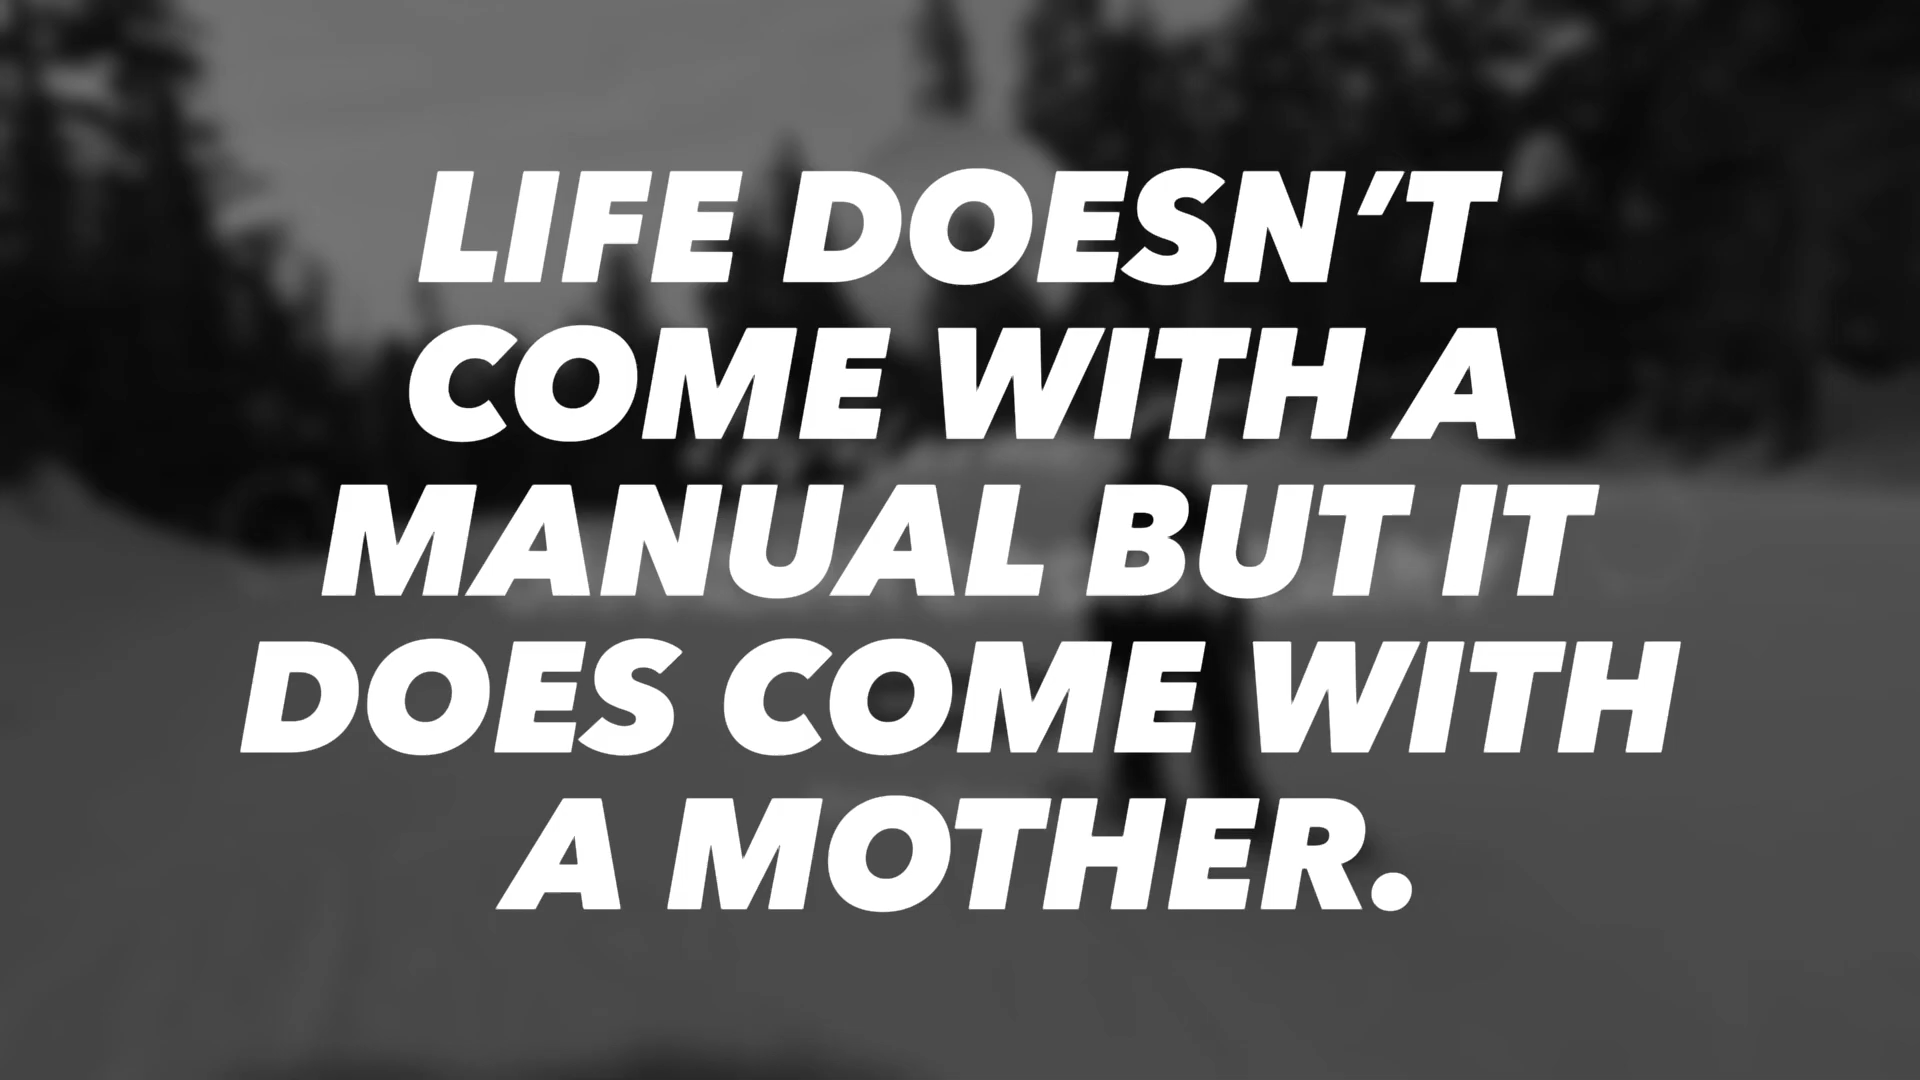 LIFE DOESN’T
COME WITH A
MANUAL BUT IT
DOES COME WITH
A MOTHER.